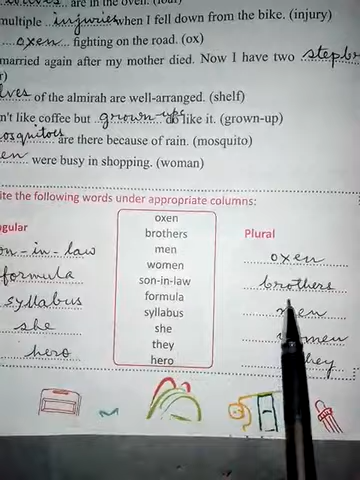 are in the oven. (loaf)
multiple injuries when I fell down from the bike. (injury)
oxen fighting on the road. (ox)
married again after my mother died. Now I have two stepbr
r)
lves of the almirah are well-arranged. (shelf)
n't like coffee but grown-ups do like it. (grown-up)
osquitoes are there because of rain. (mosquito)
en were busy in shopping. (woman)
ite the following words under appropriate columns:
gular
Plural
oxen
brothers
men
women
son-in-law
formula
syllabus
she
they
hero
on-in-law
formula
syllabus
she
hero
oxen
brothers
men
women
they